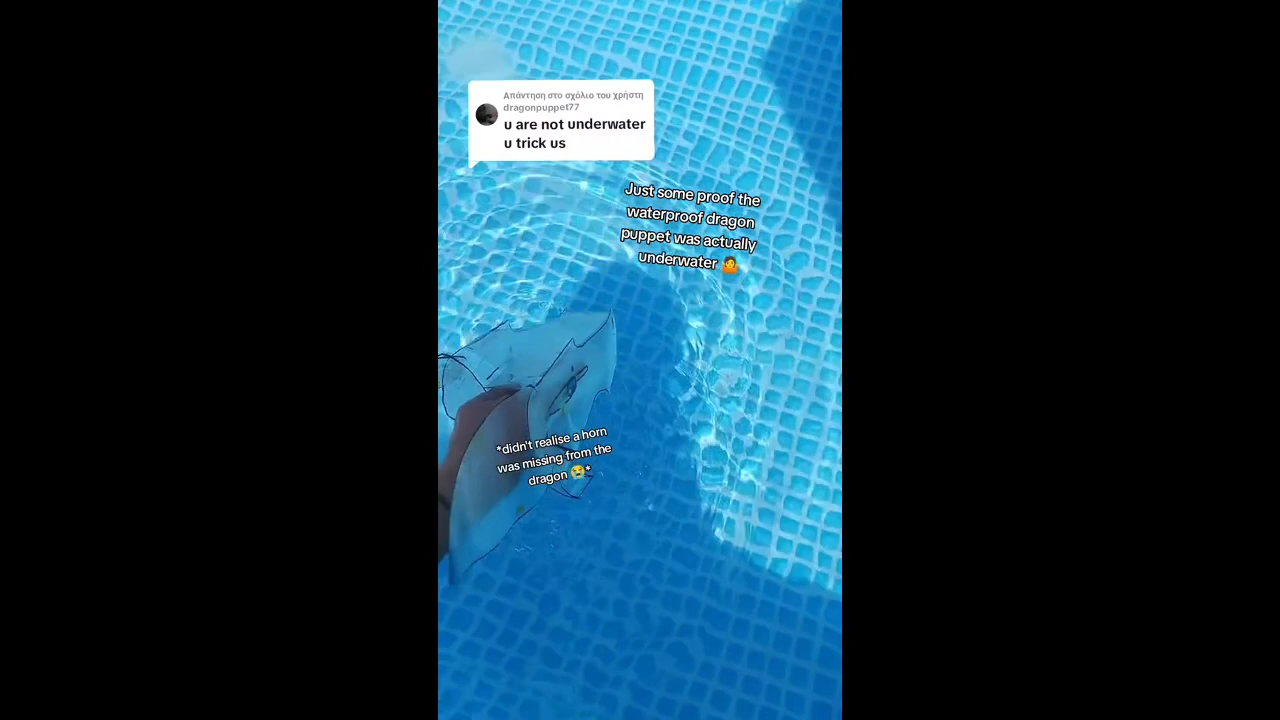 Απάντηση στο σχόλιο του χρήστη
dragonpuppet77
u are not underwater
u trick us
Just some proof the
waterproof dragon
puppet was actually
underwater 🤷
*didn't realise a horn
was missing from the
dragon 😭*